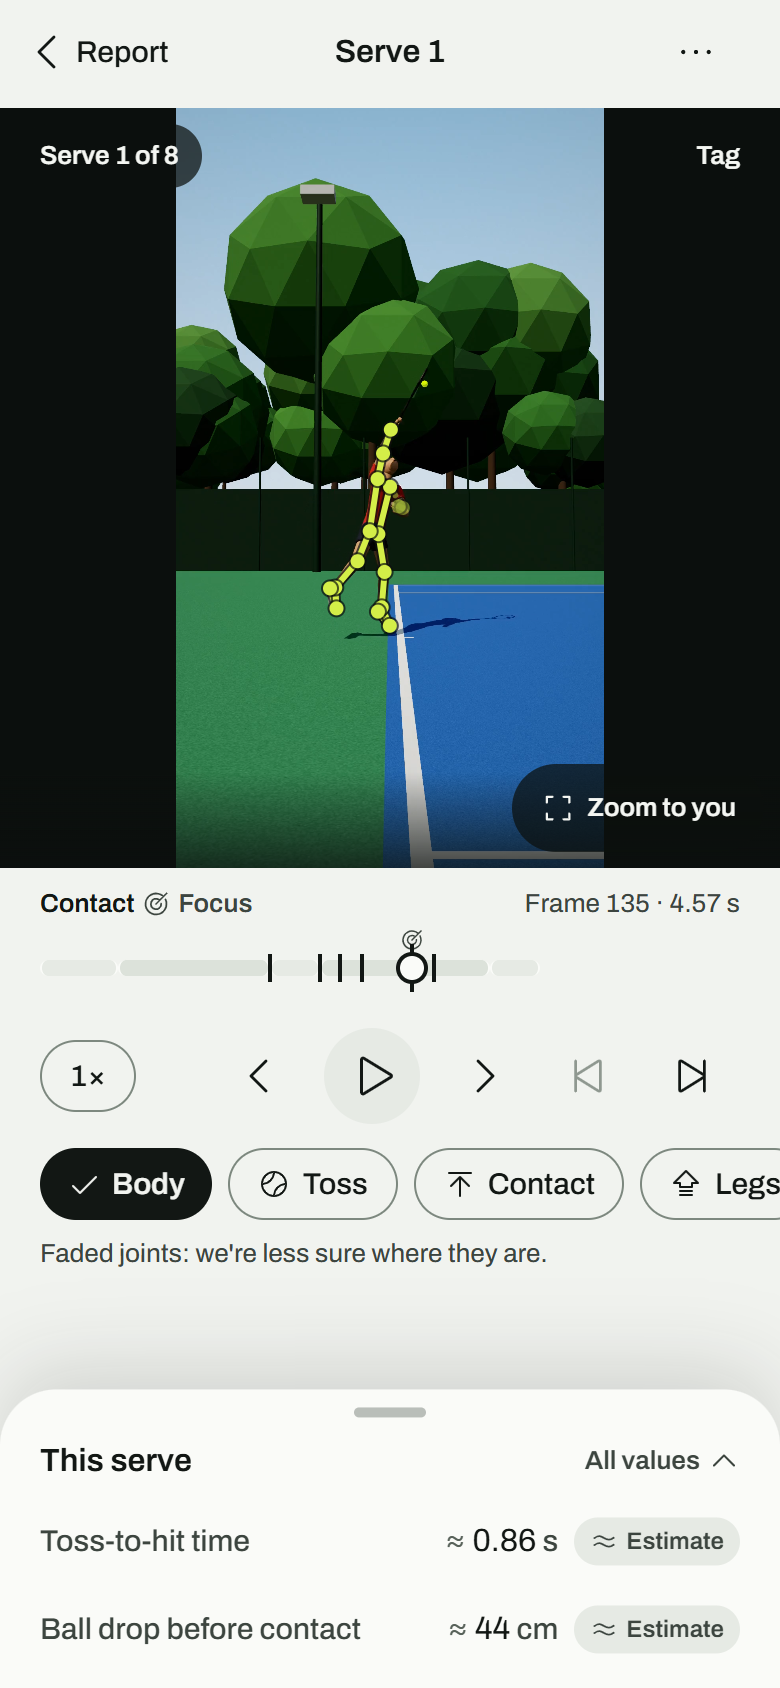 Report
Serve 1
Serve 1 of 8
Tag
Zoom to you
Contact Focus
Frame 135 · 4.57 s
1×
Body
Toss
Contact
Legs
Faded joints: we're less sure where they are.
This serve
All values
Toss-to-hit time
≈ 0.86 s
Estimate
Ball drop before contact
≈ 44 cm
Estimate